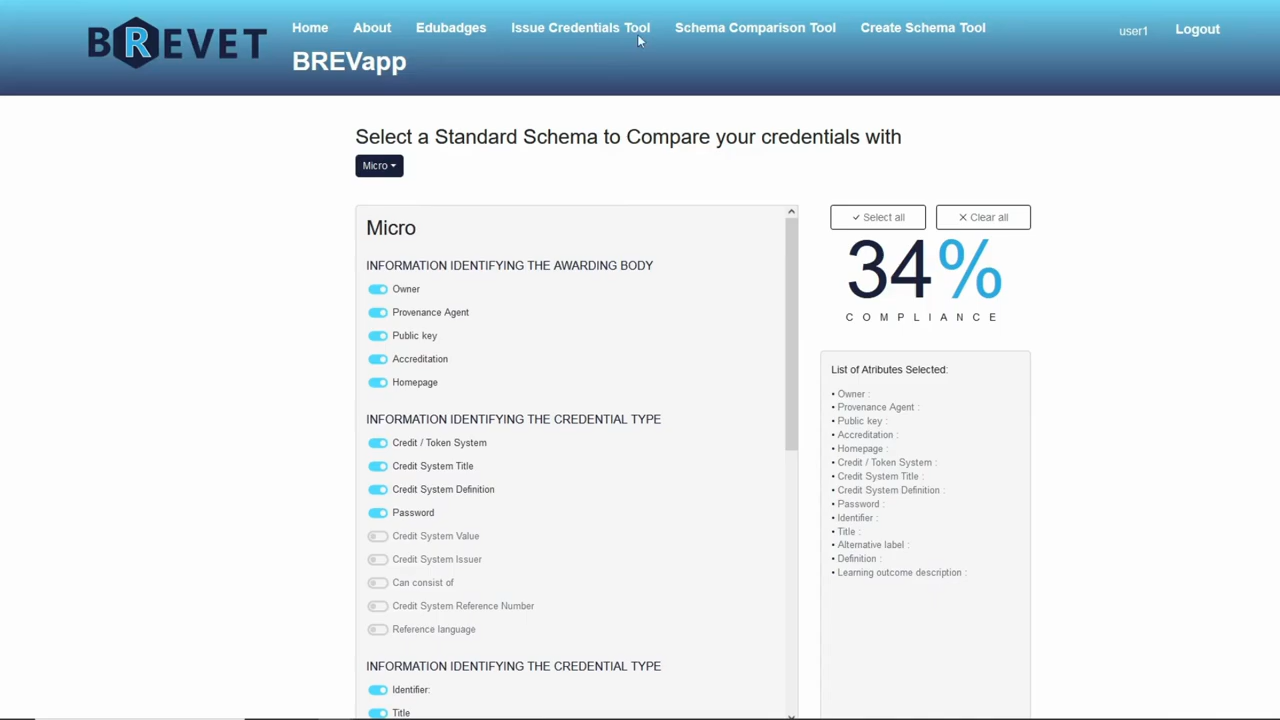 BREVET
Home About Edubadges Issue Credentials Tool Schema Comparison Tool Create Schema Tool user1 Logout
BREVapp
Select a Standard Schema to Compare your credentials with
Micro
Micro
INFORMATION IDENTIFYING THE AWARDING BODY
Owner
Provenance Agent
Public key
Accreditation
Homepage
INFORMATION IDENTIFYING THE CREDENTIAL TYPE
Credit / Token System
Credit System Title
Credit System Definition
Password
Credit System Value
Credit System Issuer
Can consist of
Credit System Reference Number
Reference language
INFORMATION IDENTIFYING THE CREDENTIAL TYPE
Identifier:
Title
Select all Clear all
34%
COMPLIANCE
List of Atributes Selected:
• Owner :
• Provenance Agent :
• Public key :
• Accreditation :
• Homepage :
• Credit / Token System :
• Credit System Title :
• Credit System Definition :
• Password :
• Identifier :
• Title :
• Alternative label :
• Definition :
• Learning outcome description :